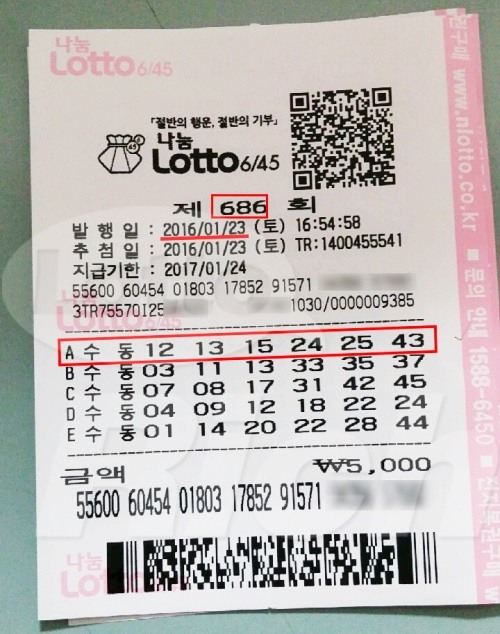 나눔
Lotto 6/45
「절반의 행운, 절반의 기부」
나눔
Lotto 6/45
제 686 회
발 행 일 : 2016/01/23 (토) 16:54:58
추 첨 일 : 2016/01/23 (토) TR:1400455541
지급기한 : 2017/01/24
55600 60454 01803 17852 91571
3TR75570125 1030/0000009385
A 수 동 12 13 15 24 25 43
B 수 동 03 11 13 33 35 37
C 수 동 07 08 17 31 42 45
D 수 동 04 09 12 18 22 24
E 수 동 01 14 20 22 28 44
금액 ₩5,000
55600 60454 01803 17852 91571
나눔
Lotto 6/45
www.nlotto.co.kr ■ 문의 안내 1588-6450
Rich